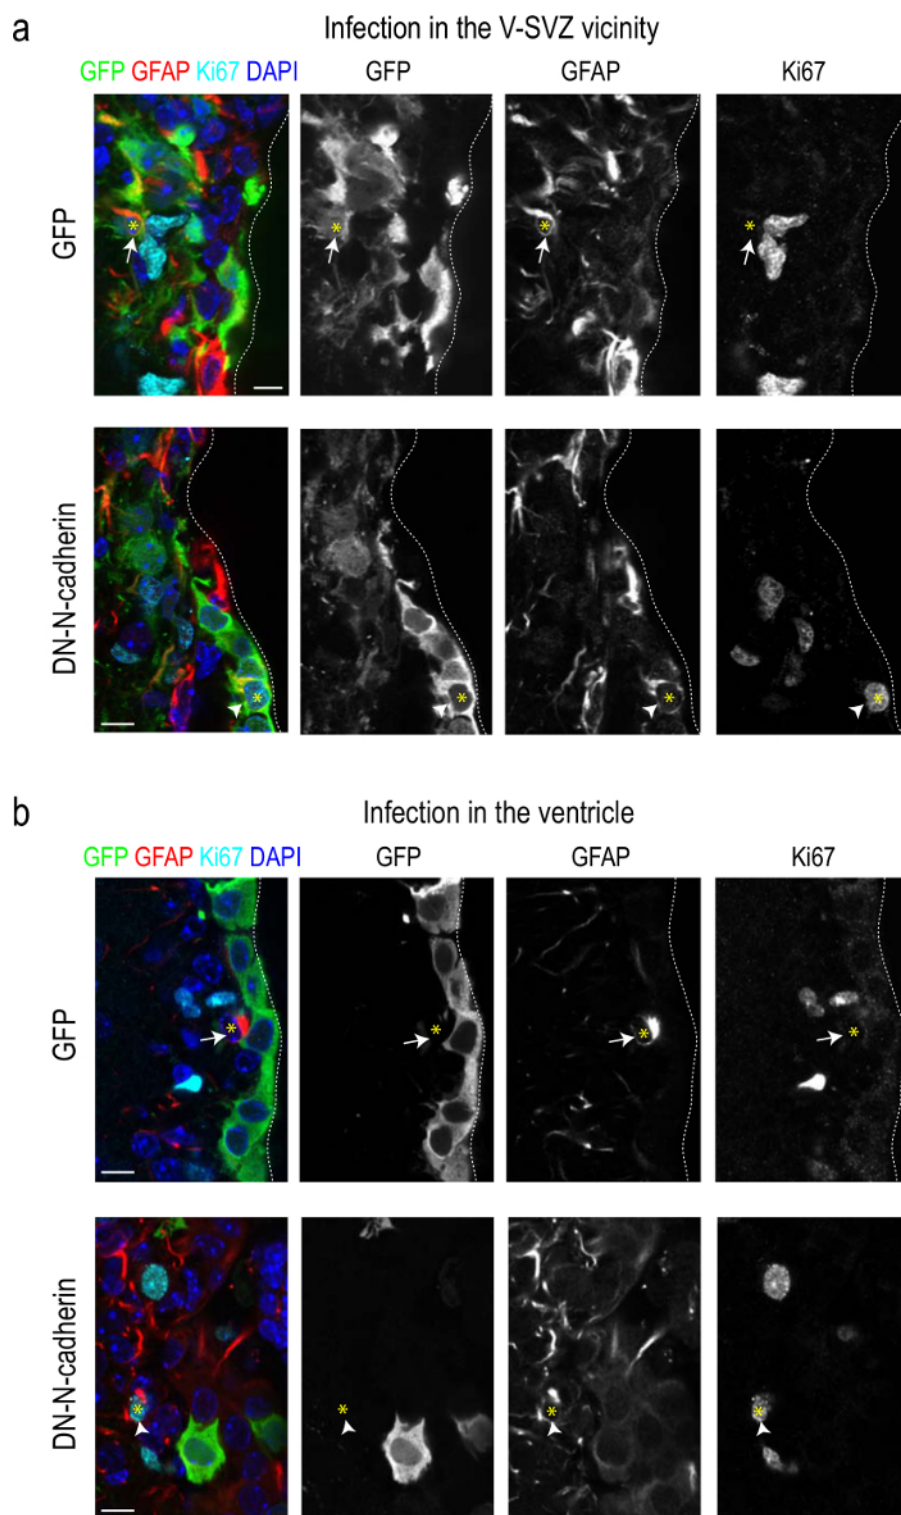 a
Infection in the V-SVZ vicinity
GFP GFAP Ki67 DAPI GFP GFAP Ki67
GFP
* * * *
DN-N-cadherin
* * * *
b
Infection in the ventricle
GFP GFAP Ki67 DAPI GFP GFAP Ki67
GFP
* * * *
DN-N-cadherin
* * * *